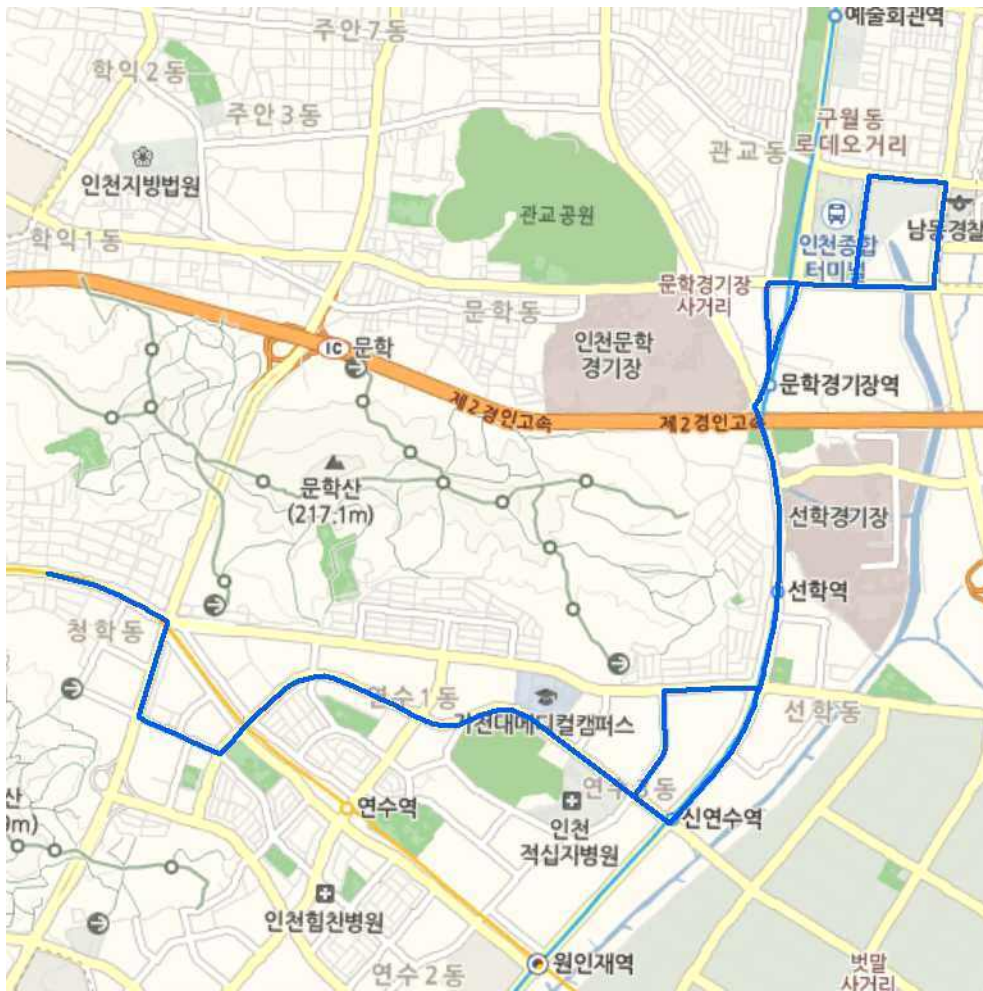 예술회관역
주안7동
학익2동
주안3동
구월동
로데오거리
관교동
인천지방법원
관교공원
남동경찰
학익1동
인천종합
터미널
문학경기장
사거리
문학동
인천문학
경기장
IC 문학
문학경기장역
제2경인고속
제2경인고속
문학산
(217.1m)
선학경기장
선학역
청학동
연수1동
가천대메디컬캠퍼스
선학동
산
m)
연수역
신연수역
인천
적십자병원
인천힘찬병원
원인재역
연수2동
벗말
사거리